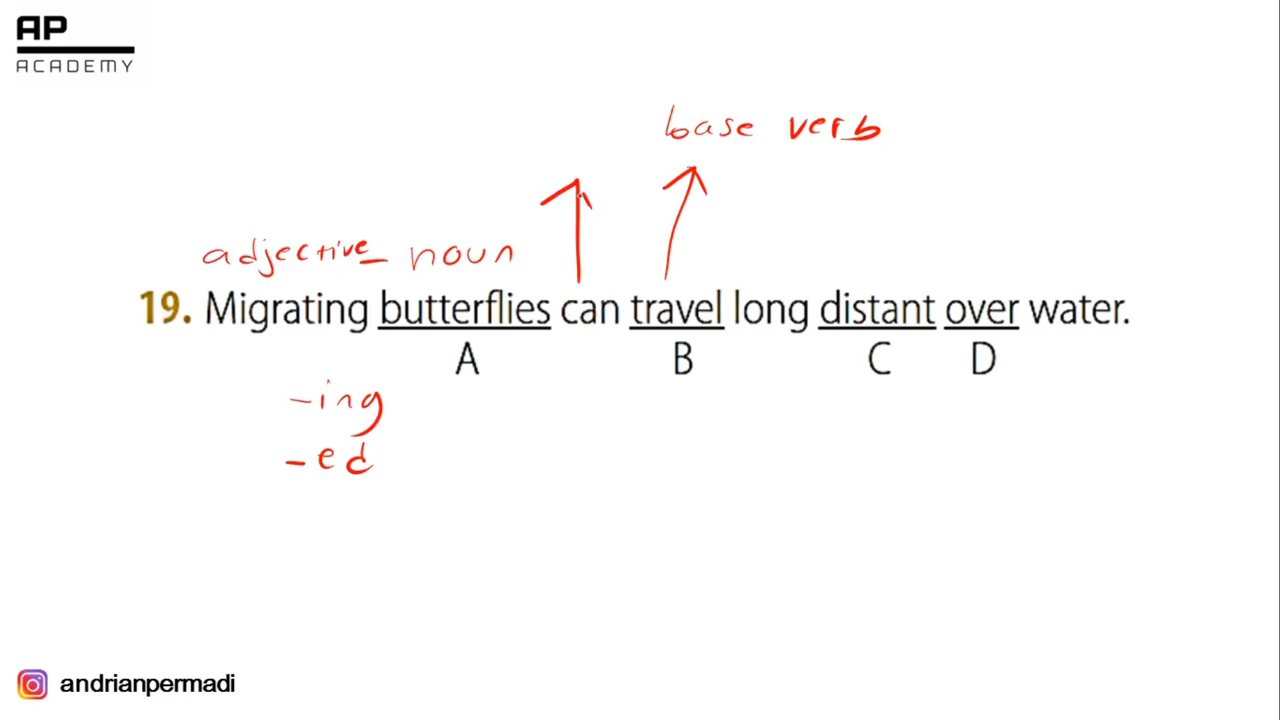 AP
ACADEMY
base verb
adjective noun
19. Migrating butterflies can travel long distant over water.
A B C D
-ing
-ed
andrianpermadi